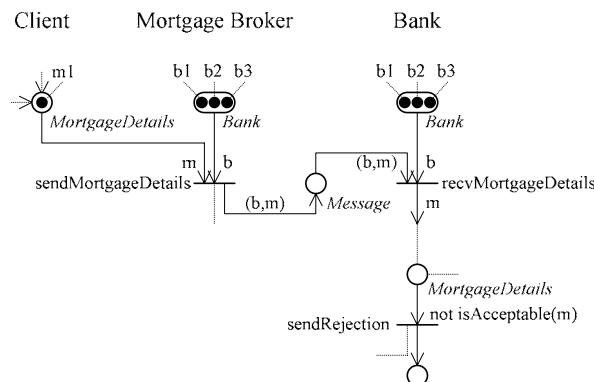 Client Mortgage Broker Bank
m1 b1 b2 b3 b1 b2 b3
MortgageDetails Bank Bank
m b (b,m) b
sendMortgageDetails recvMortgageDetails
(b,m) Message m
MortgageDetails
not isAcceptable(m)
sendRejection